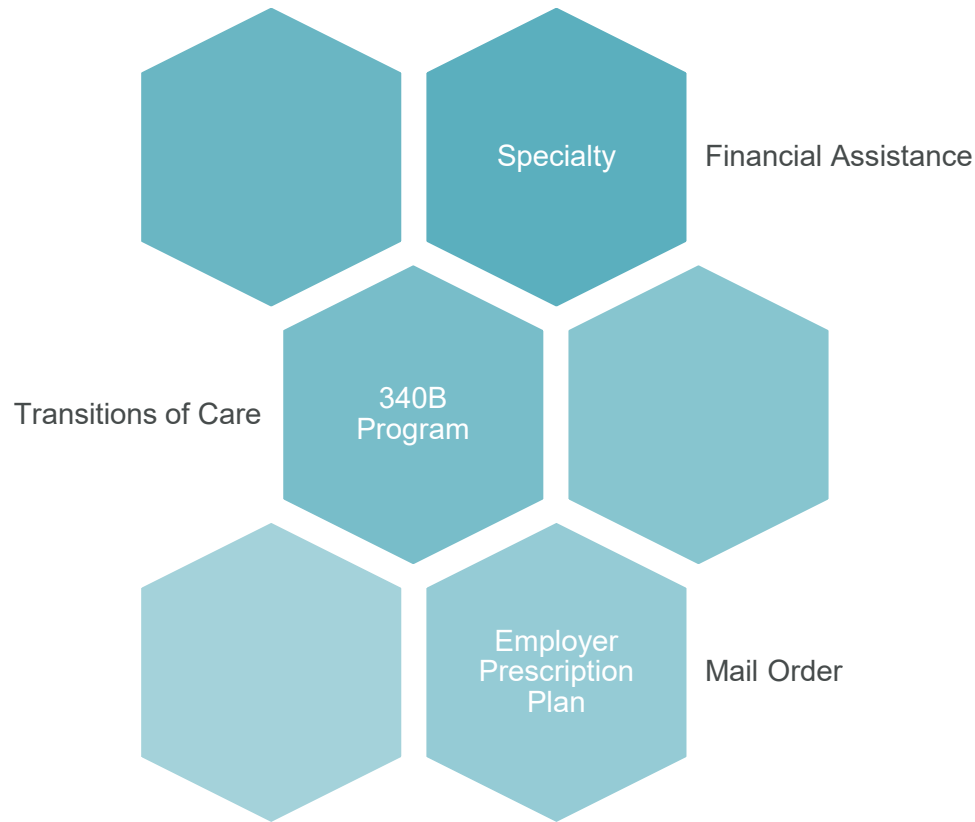 Specialty
Financial Assistance
Transitions of Care
340B
Program
Employer
Prescription
Plan
Mail Order